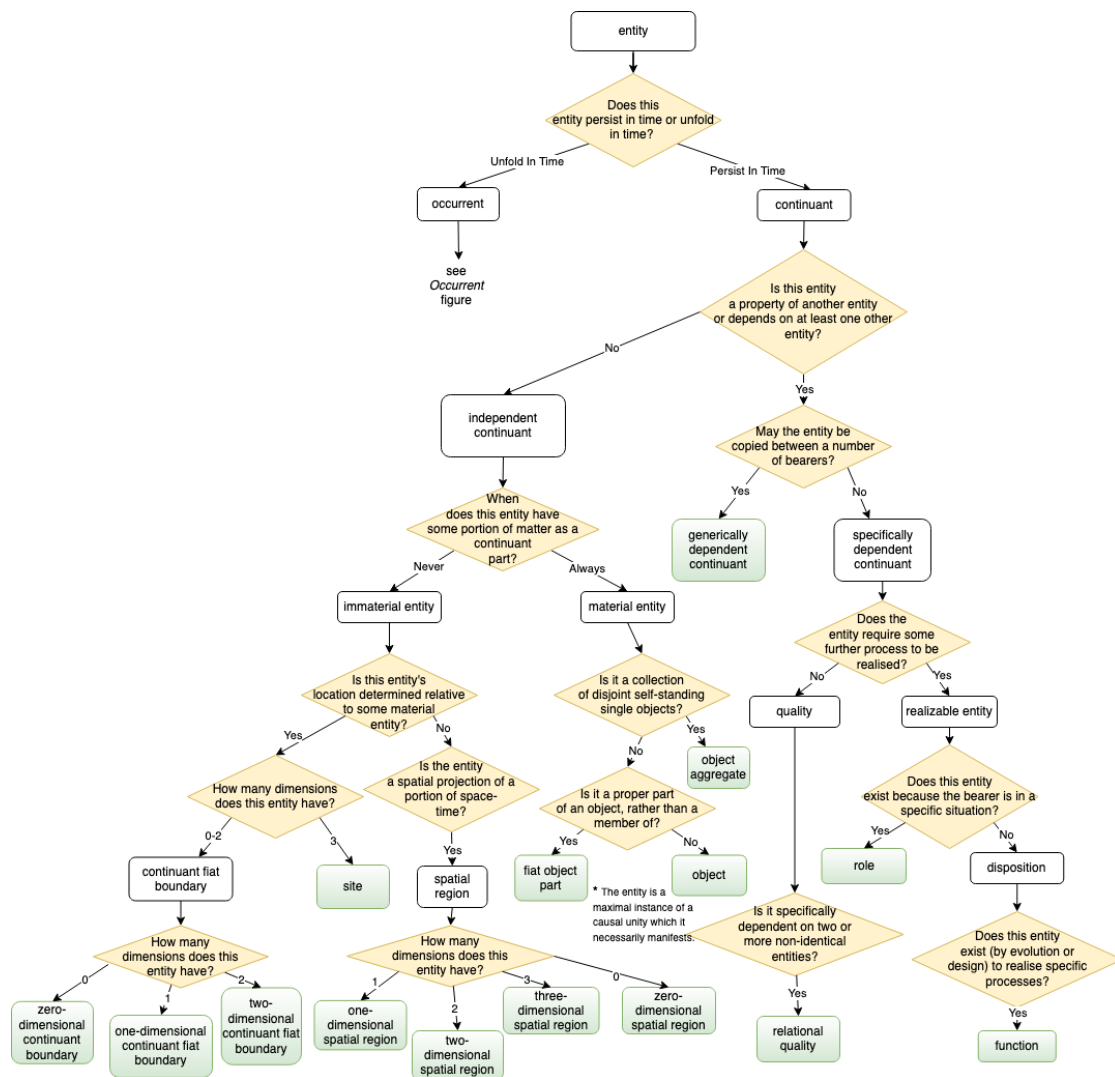 entity
Does this
entity persist in time or unfold
in time?
Unfold In Time
Persist In Time
occurrent
continuant
see
Occurrent
figure
Is this entity
a property of another entity
or depends on at least one other
entity?
No
Yes
independent
continuant
May the entity be
copied between a number
of bearers?
Yes
No
When
does this entity have
some portion of matter as a
continuant
part?
generically
dependent
continuant
specifically
dependent
continuant
Never
Always
immaterial entity
material entity
Does the
entity require some
further process to be
realised?
No
Yes
Is this entity's
location determined relative
to some material
entity?
Is it a collection
of disjoint self-standing
single objects?
quality
realizable entity
Yes
No
Yes
No
object
aggregate
Is the entity
a spatial projection of a
portion of space-
time?
How many dimensions
does this entity have?
Is it a proper part
of an object, rather than a
member of?
Does this entity
exist because the bearer is in a
specific situation?
0-2
3
Yes
Yes
No
Yes
No
continuant fiat
boundary
site
spatial
region
fiat object
part
object
role
disposition
* The entity is a
maximal instance of a
causal unity which it
necessarily manifests.
Is it specifically
dependent on two or
more non-identical
entities?
How many
dimensions does this
entity have?
How many
dimensions does this
entity have?
Does this entity
exist (by evolution or
design) to realise specific
processes?
0
1
2
1
2
3
0
Yes
Yes
zero-
dimensional
continuant
boundary
one-dimensional
continuant fiat
boundary
two-
dimensional
continuant fiat
boundary
one-
dimensional
spatial region
two-
dimensional
spatial region
three-
dimensional
spatial region
zero-
dimensional
spatial region
relational
quality
function